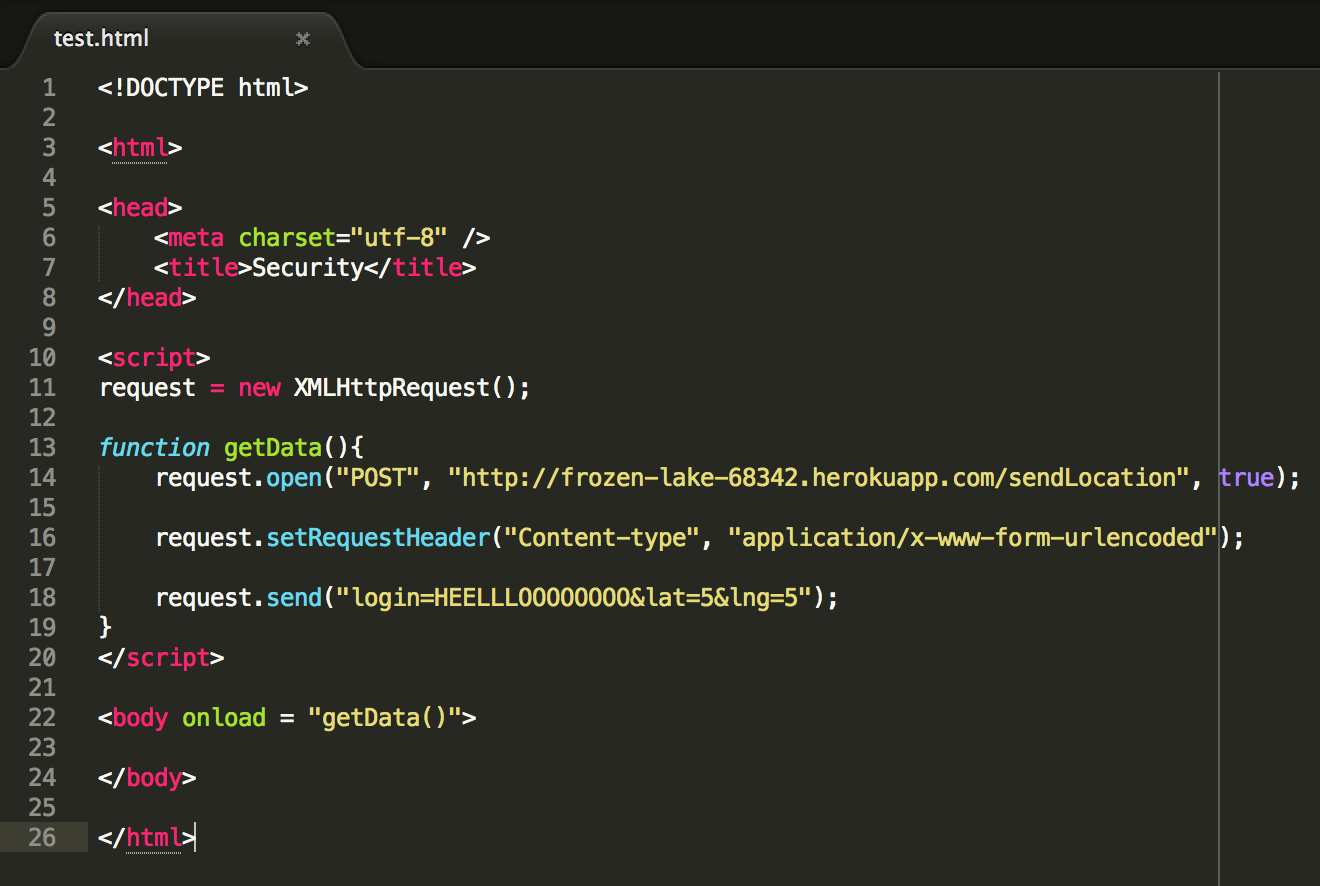 test.html ×
1 <!DOCTYPE html>
2
3 <html>
4
5 <head>
6     <meta charset="utf-8" />
7     <title>Security</title>
8 </head>
9
10 <script>
11 request = new XMLHttpRequest();
12
13 function getData(){
14     request.open("POST", "http://frozen-lake-68342.herokuapp.com/sendLocation", true);
15
16     request.setRequestHeader("Content-type", "application/x-www-form-urlencoded");
17
18     request.send("login=HEELLLOOOOOOOO&lat=5&lng=5");
19 }
20 </script>
21
22 <body onload = "getData()">
23
24 </body>
25
26 </html>